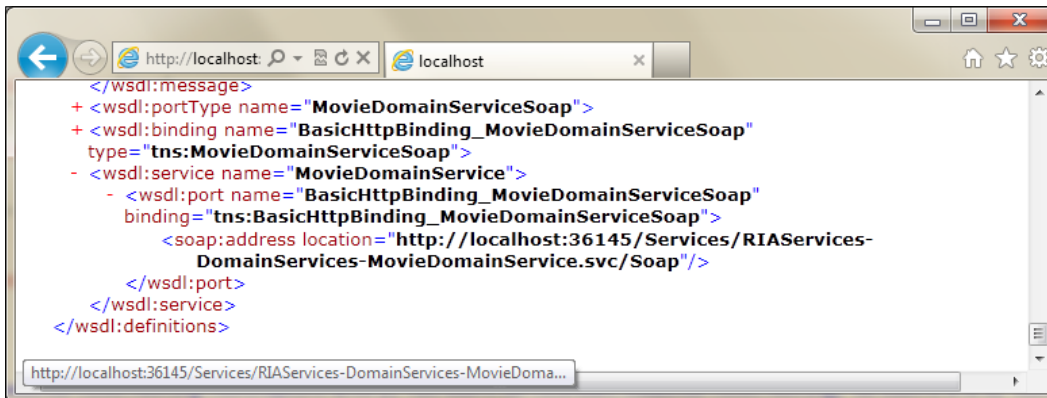 http://localhost:
localhost
</wsdl:message>
+ <wsdl:portType name="MovieDomainServiceSoap">
+ <wsdl:binding name="BasicHttpBinding_MovieDomainServiceSoap"
type="tns:MovieDomainServiceSoap">
- <wsdl:service name="MovieDomainService">
- <wsdl:port name="BasicHttpBinding_MovieDomainServiceSoap"
binding="tns:BasicHttpBinding_MovieDomainServiceSoap">
<soap:address location="http://localhost:36145/Services/RIAServices-
DomainServices-MovieDomainService.svc/Soap"/>
</wsdl:port>
</wsdl:service>
</wsdl:definitions>
http://localhost:36145/Services/RIAServices-DomainServices-MovieDoma...